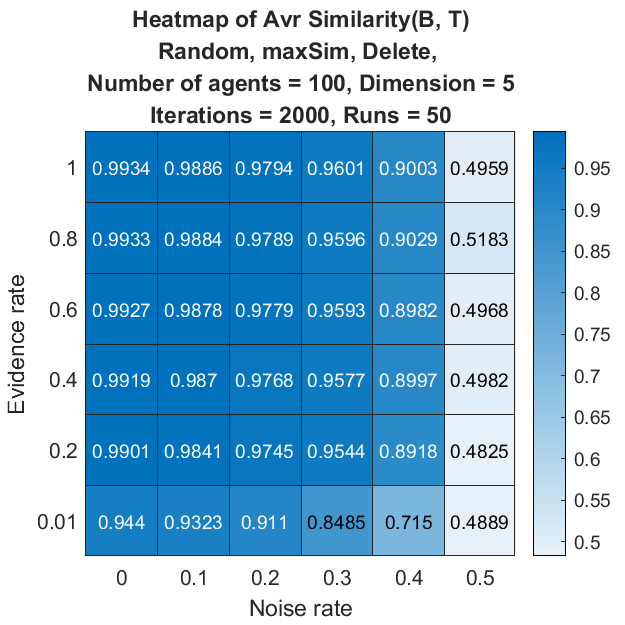 Heatmap of Avr Similarity(B, T)
Random, maxSim, Delete,
Number of agents = 100, Dimension = 5
Iterations = 2000, Runs = 50
1 0.9934 0.9886 0.9794 0.9601 0.9003 0.4959
0.8 0.9933 0.9884 0.9789 0.9596 0.9029 0.5183
0.6 0.9927 0.9878 0.9779 0.9593 0.8982 0.4968
0.4 0.9919 0.987 0.9768 0.9577 0.8997 0.4982
0.2 0.9901 0.9841 0.9745 0.9544 0.8918 0.4825
0.01 0.944 0.9323 0.911 0.8485 0.715 0.4889
0 0.1 0.2 0.3 0.4 0.5
Noise rate
Evidence rate
0.95
0.9
0.85
0.8
0.75
0.7
0.65
0.6
0.55
0.5